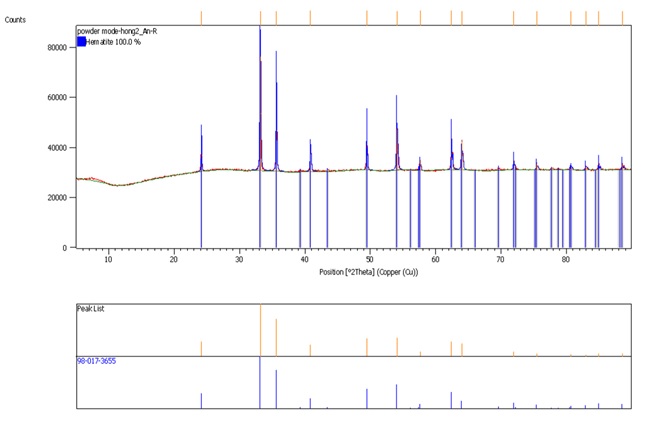 Counts
powder mode-hong2_An-R
Hematite 100.0 %
80000
60000
40000
20000
0
10 20 30 40 50 60 70 80
Position [°2Theta] (Copper (Cu))
Peak List
98-017-3655